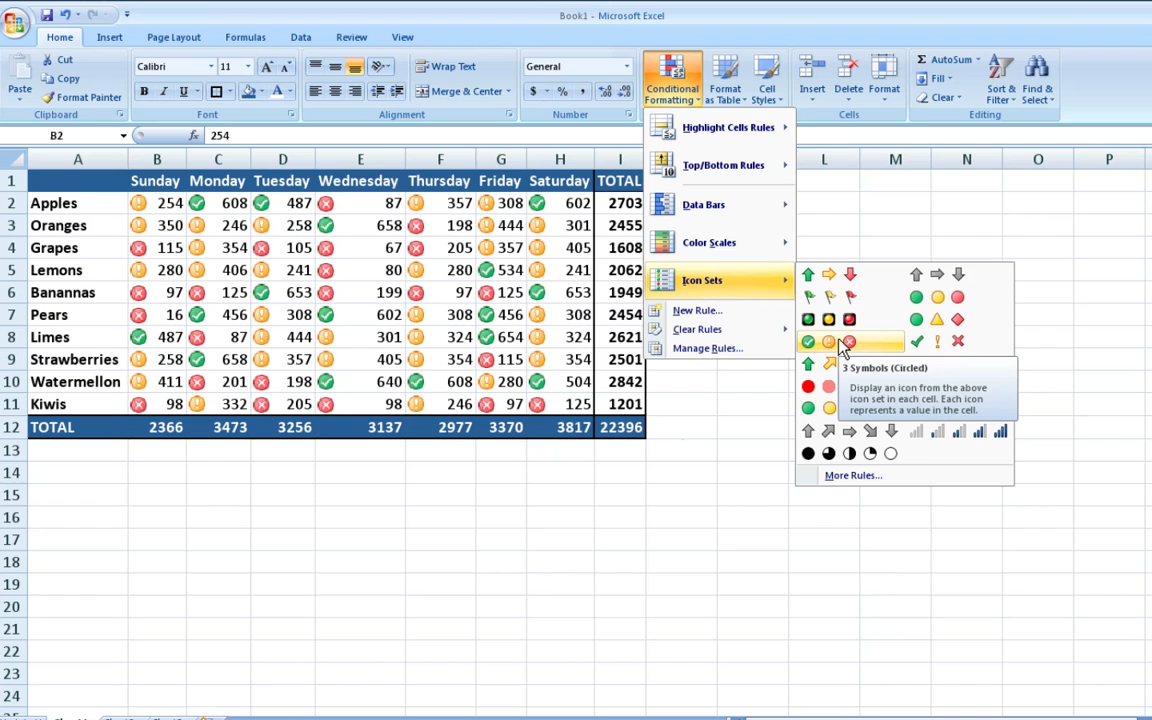 Book1 - Microsoft Excel
Home Insert Page Layout Formulas Data Review View
Paste Cut Copy Format Painter
Calibri 11 A A
B I U A
Wrap Text
Merge & Center
General
$ % , .0 .00 .00 .0
Conditional Formatting Format as Table Cell Styles
Insert Delete Format
Σ AutoSum Fill Clear
Sort & Filter Find & Select
Clipboard Font Alignment Number Cells Editing
B2 fx 254
A B C D E F G H I L M N O P
1 Sunday Monday Tuesday Wednesday Thursday Friday Saturday TOTAL
2 Apples 254 608 487 87 357 308 602 2703
3 Oranges 350 246 258 658 198 444 301 2455
4 Grapes 115 354 105 67 205 357 405 1608
5 Lemons 280 406 241 80 280 534 241 2062
6 Banannas 97 125 653 199 97 125 653 1949
7 Pears 16 456 308 602 308 456 308 2454
8 Limes 487 87 444 301 324 654 324 2621
9 Strawberries 258 658 357 405 354 115 354 2501
10 Watermellon 411 201 198 640 608 280 504 2842
11 Kiwis 98 332 205 98 246 97 125 1201
12 TOTAL 2366 3473 3256 3137 2977 3370 3817 22396
13
14
15
16
17
18
19
20
21
22
23
24
Highlight Cells Rules
Top/Bottom Rules
Data Bars
Color Scales
Icon Sets
New Rule...
Clear Rules
Manage Rules...
3 Symbols (Circled)
Display an icon from the above
icon set in each cell. Each icon
represents a value in the cell.
More Rules...